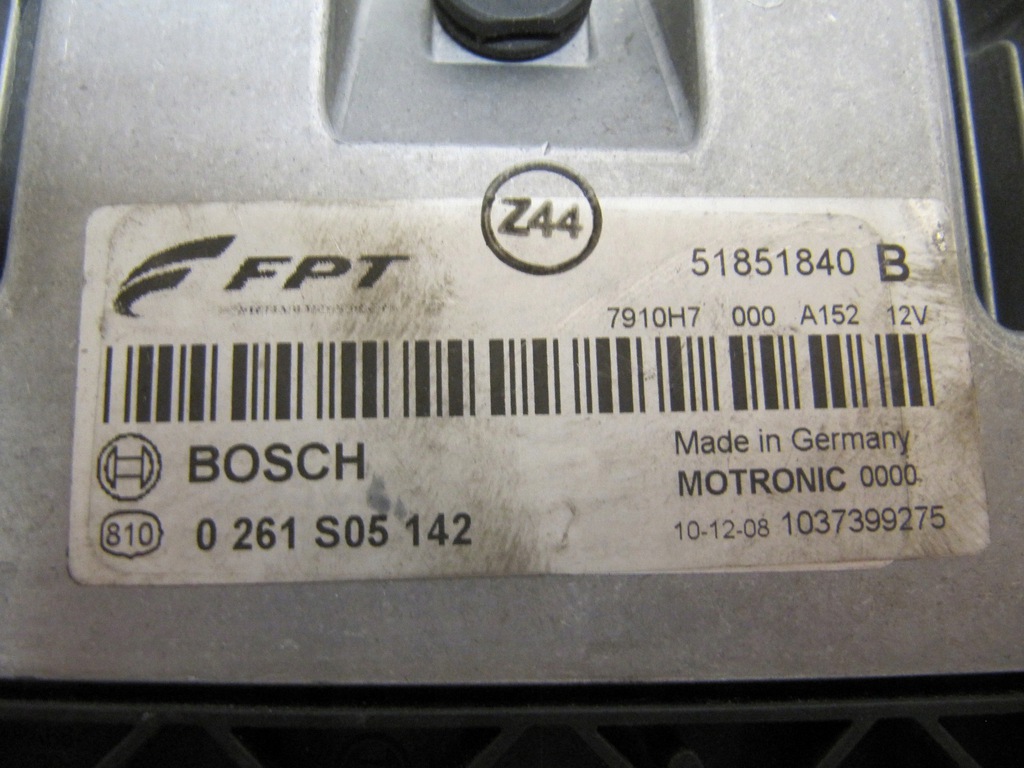 Z44
FPT
51851840 B
7910H7 000 A152 12V
BOSCH
Made in Germany
MOTRONIC 0000
810
0 261 S05 142
10-12-08 1037399275